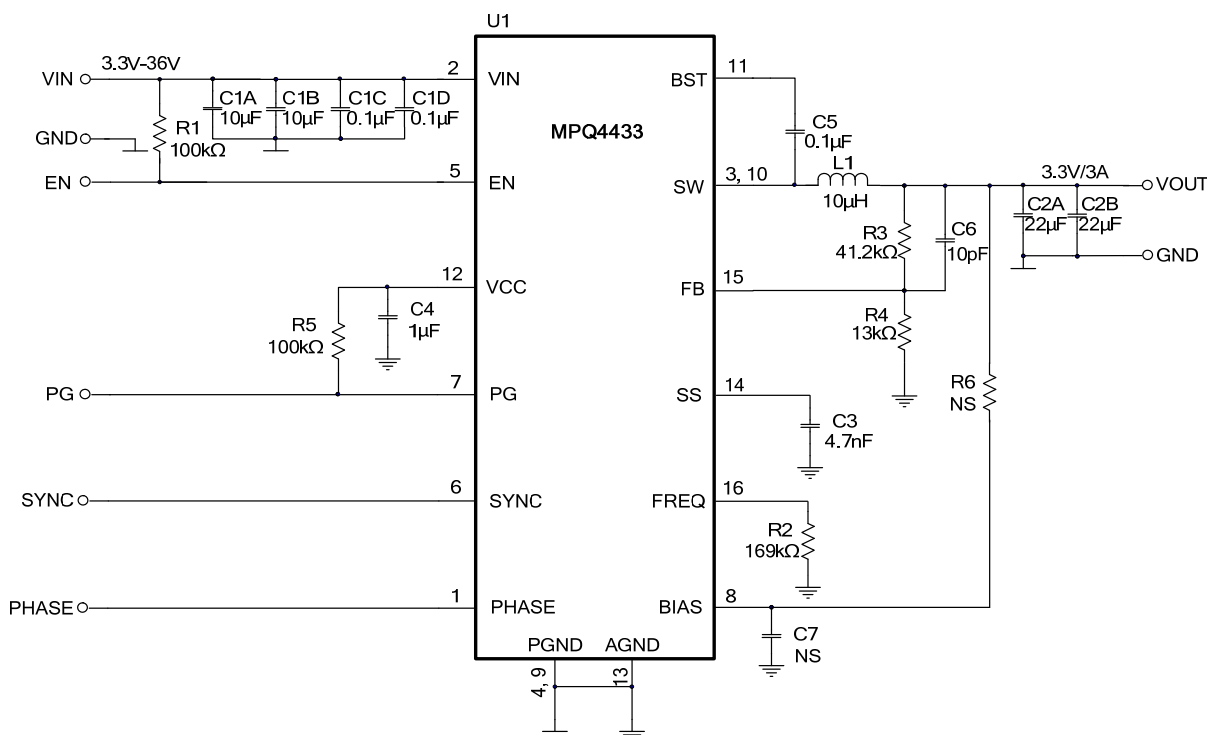 U1
VIN
3.3V-36V
2
VIN
C1A
10µF
C1B
10µF
C1C
0.1µF
C1D
0.1µF
GND
R1
100kΩ
EN
5
EN
MPQ4433
BST
11
C5
0.1µF
SW
3, 10
L1
10µH
3.3V/3A
VOUT
C2A
22µF
C2B
22µF
GND
R3
41.2kΩ
C6
10pF
12
VCC
FB
15
R5
100kΩ
C4
1µF
R4
13kΩ
PG
7
PG
SS
14
C3
4.7nF
R6
NS
SYNC
6
SYNC
FREQ
16
R2
169kΩ
PHASE
1
PHASE
BIAS
8
C7
NS
PGND
AGND
4, 9
13